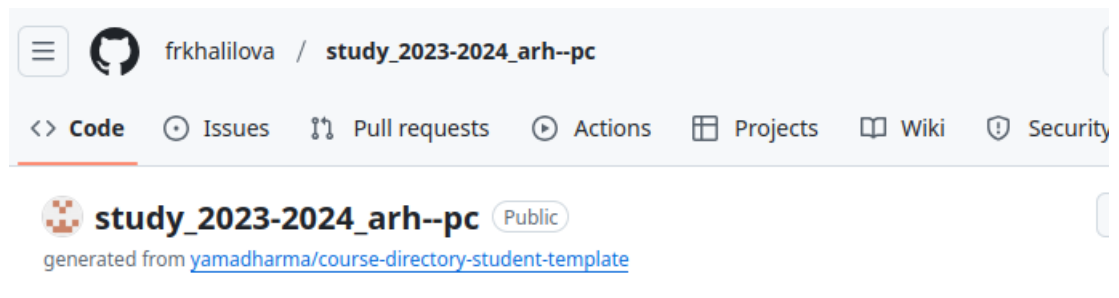 frkhalilova / study_2023-2024_arh--pc
<> Code Issues Pull requests Actions Projects Wiki Security
study_2023-2024_arh--pc Public
generated from yamadharma/course-directory-student-template